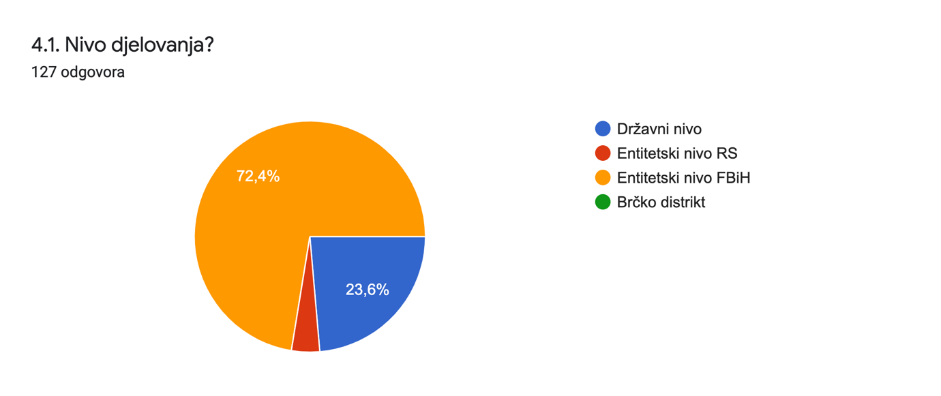 4.1. Nivo djelovanja?
127 odgovora
72,4%
23,6%
Državni nivo
Entitetski nivo RS
Entitetski nivo FBiH
Brčko distrikt